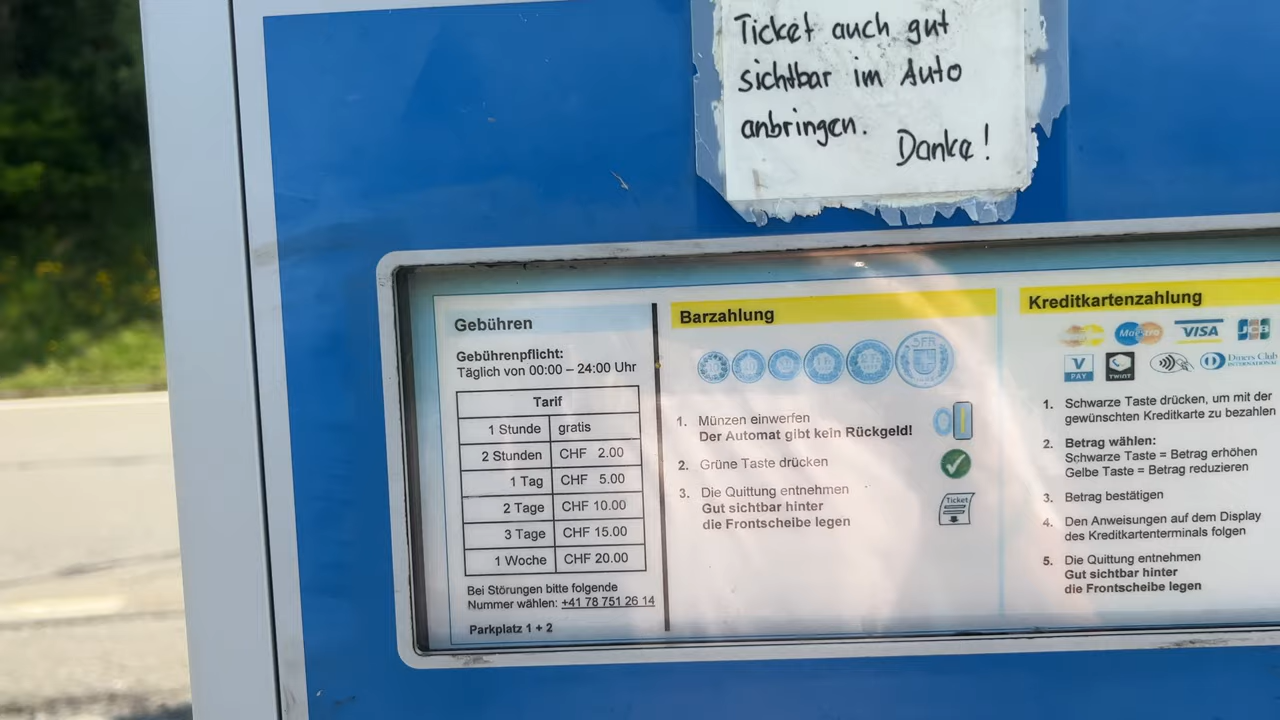 Ticket auch gut
sichtbar im Auto
anbringen.
Danke!
Gebühren
Gebührenpflicht:
Täglich von 00:00 – 24:00 Uhr
Tarif
1 Stunde gratis
2 Stunden CHF 2.00
1 Tag CHF 5.00
2 Tage CHF 10.00
3 Tage CHF 15.00
1 Woche CHF 20.00
Bei Störungen bitte folgende
Nummer wählen: +41 78 751 26 14
Parkplatz 1 + 2
Barzahlung
SFR
1. Münzen einwerfen
Der Automat gibt kein Rückgeld!
2. Grüne Taste drücken
3. Die Quittung entnehmen
Gut sichtbar hinter
die Frontscheibe legen
Ticket
Kreditkartenzahlung
Maestro VISA JCB
V PAY TWINT Diners Club
INTERNATIONAL
1. Schwarze Taste drücken, um mit der
gewünschten Kreditkarte zu bezahlen
2. Betrag wählen:
Schwarze Taste = Betrag erhöhen
Gelbe Taste = Betrag reduzieren
3. Betrag bestätigen
4. Den Anweisungen auf dem Display
des Kreditkartenterminals folgen
5. Die Quittung entnehmen
Gut sichtbar hinter
die Frontscheibe legen